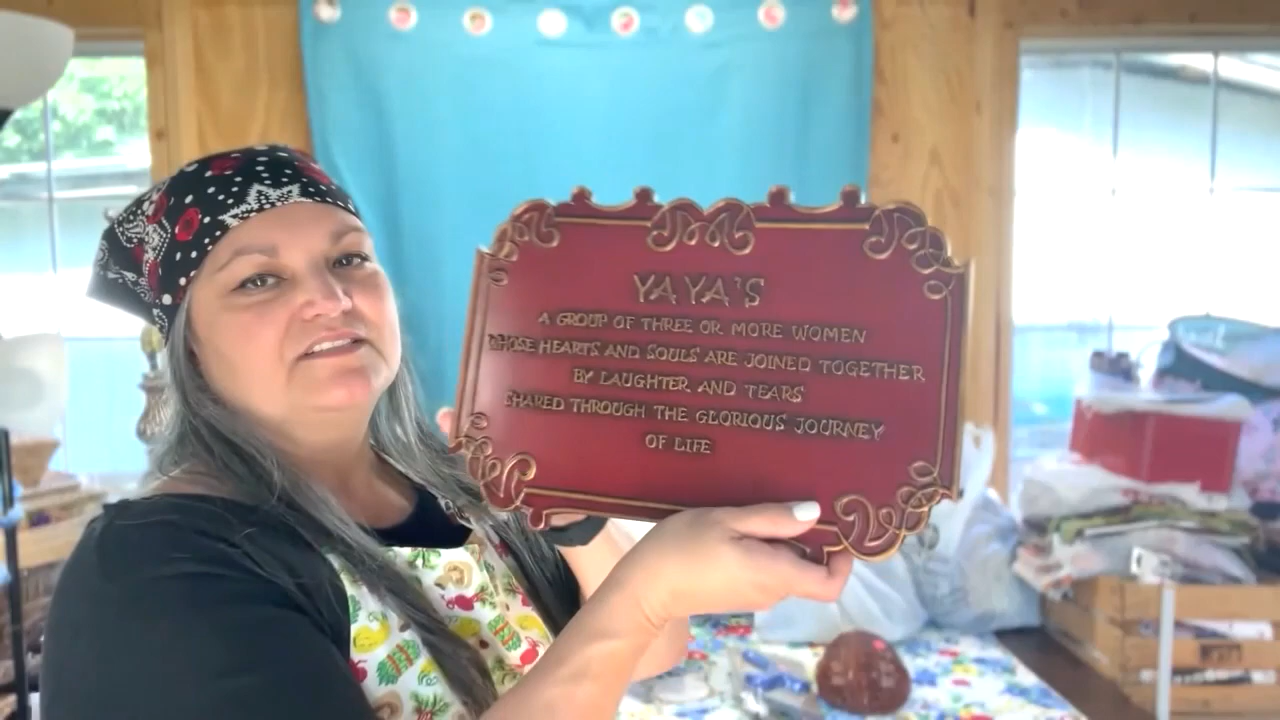 YA YA'S
A GROUP OF THREE OR MORE WOMEN
WHOSE HEARTS AND SOULS ARE JOINED TOGETHER
BY LAUGHTER AND TEARS
SHARED THROUGH THE GLORIOUS JOURNEY
OF LIFE